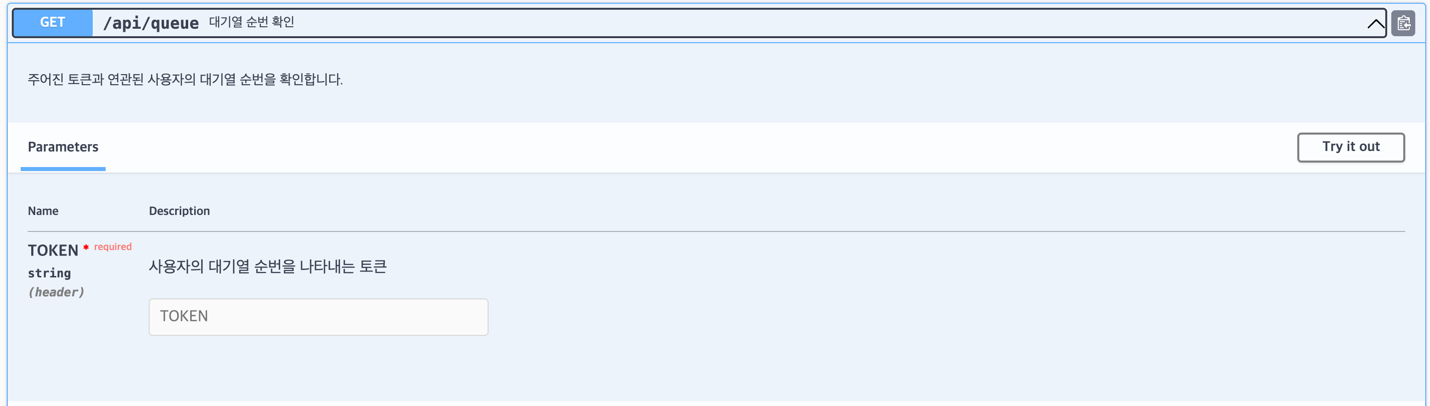 GET /api/queue 대기열 순번 확인
주어진 토큰과 연관된 사용자의 대기열 순번을 확인합니다.
Parameters
Try it out
Name Description
TOKEN * required
string
(header)
사용자의 대기열 순번을 나타내는 토큰
TOKEN